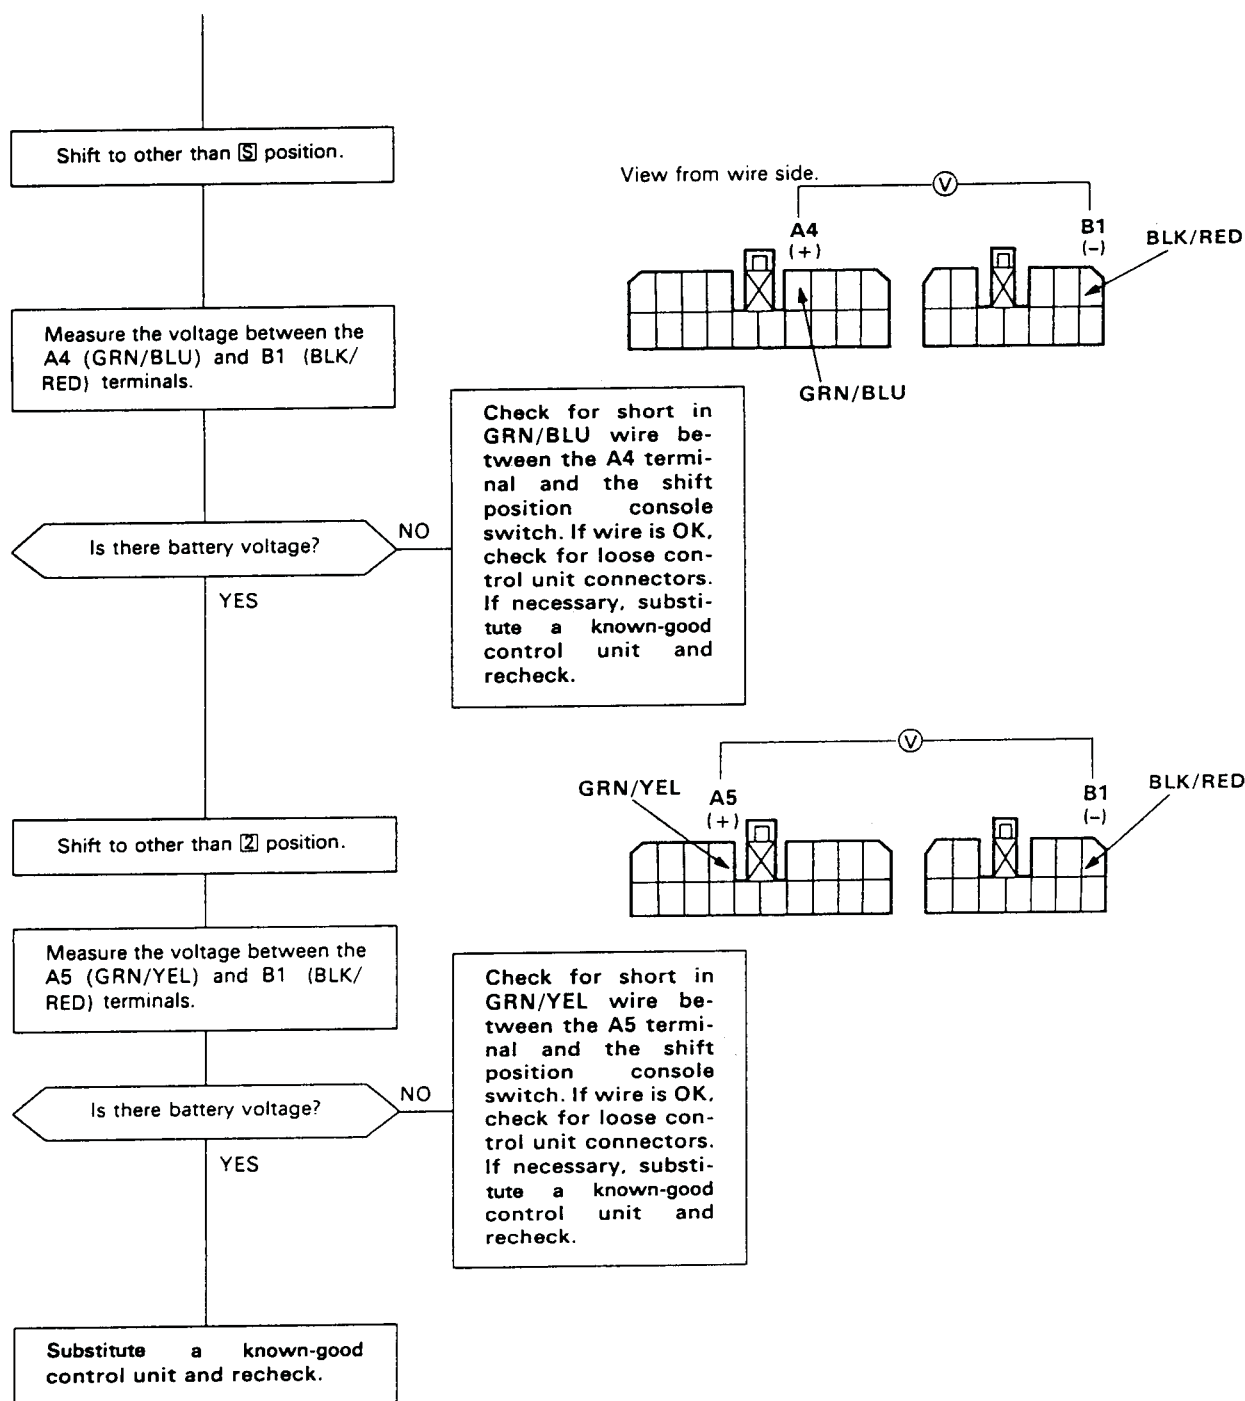 Shift to other than S position.
View from wire side.
V
A4
(+)
B1
(–)
BLK/RED
GRN/BLU
Measure the voltage between the
A4 (GRN/BLU) and B1 (BLK/
RED) terminals.
Is there battery voltage?
NO
YES
Check for short in
GRN/BLU wire be-
tween the A4 termi-
nal and the shift
position console
switch. If wire is OK,
check for loose con-
trol unit connectors.
If necessary, substi-
tute a known-good
control unit and
recheck.
V
GRN/YEL
A5
(+)
B1
(–)
BLK/RED
Shift to other than 2 position.
Measure the voltage between the
A5 (GRN/YEL) and B1 (BLK/
RED) terminals.
Is there battery voltage?
NO
YES
Check for short in
GRN/YEL wire be-
tween the A5 termi-
nal and the shift
position console
switch. If wire is OK,
check for loose con-
trol unit connectors.
If necessary, substi-
tute a known-good
control unit and
recheck.
Substitute a known-good
control unit and recheck.